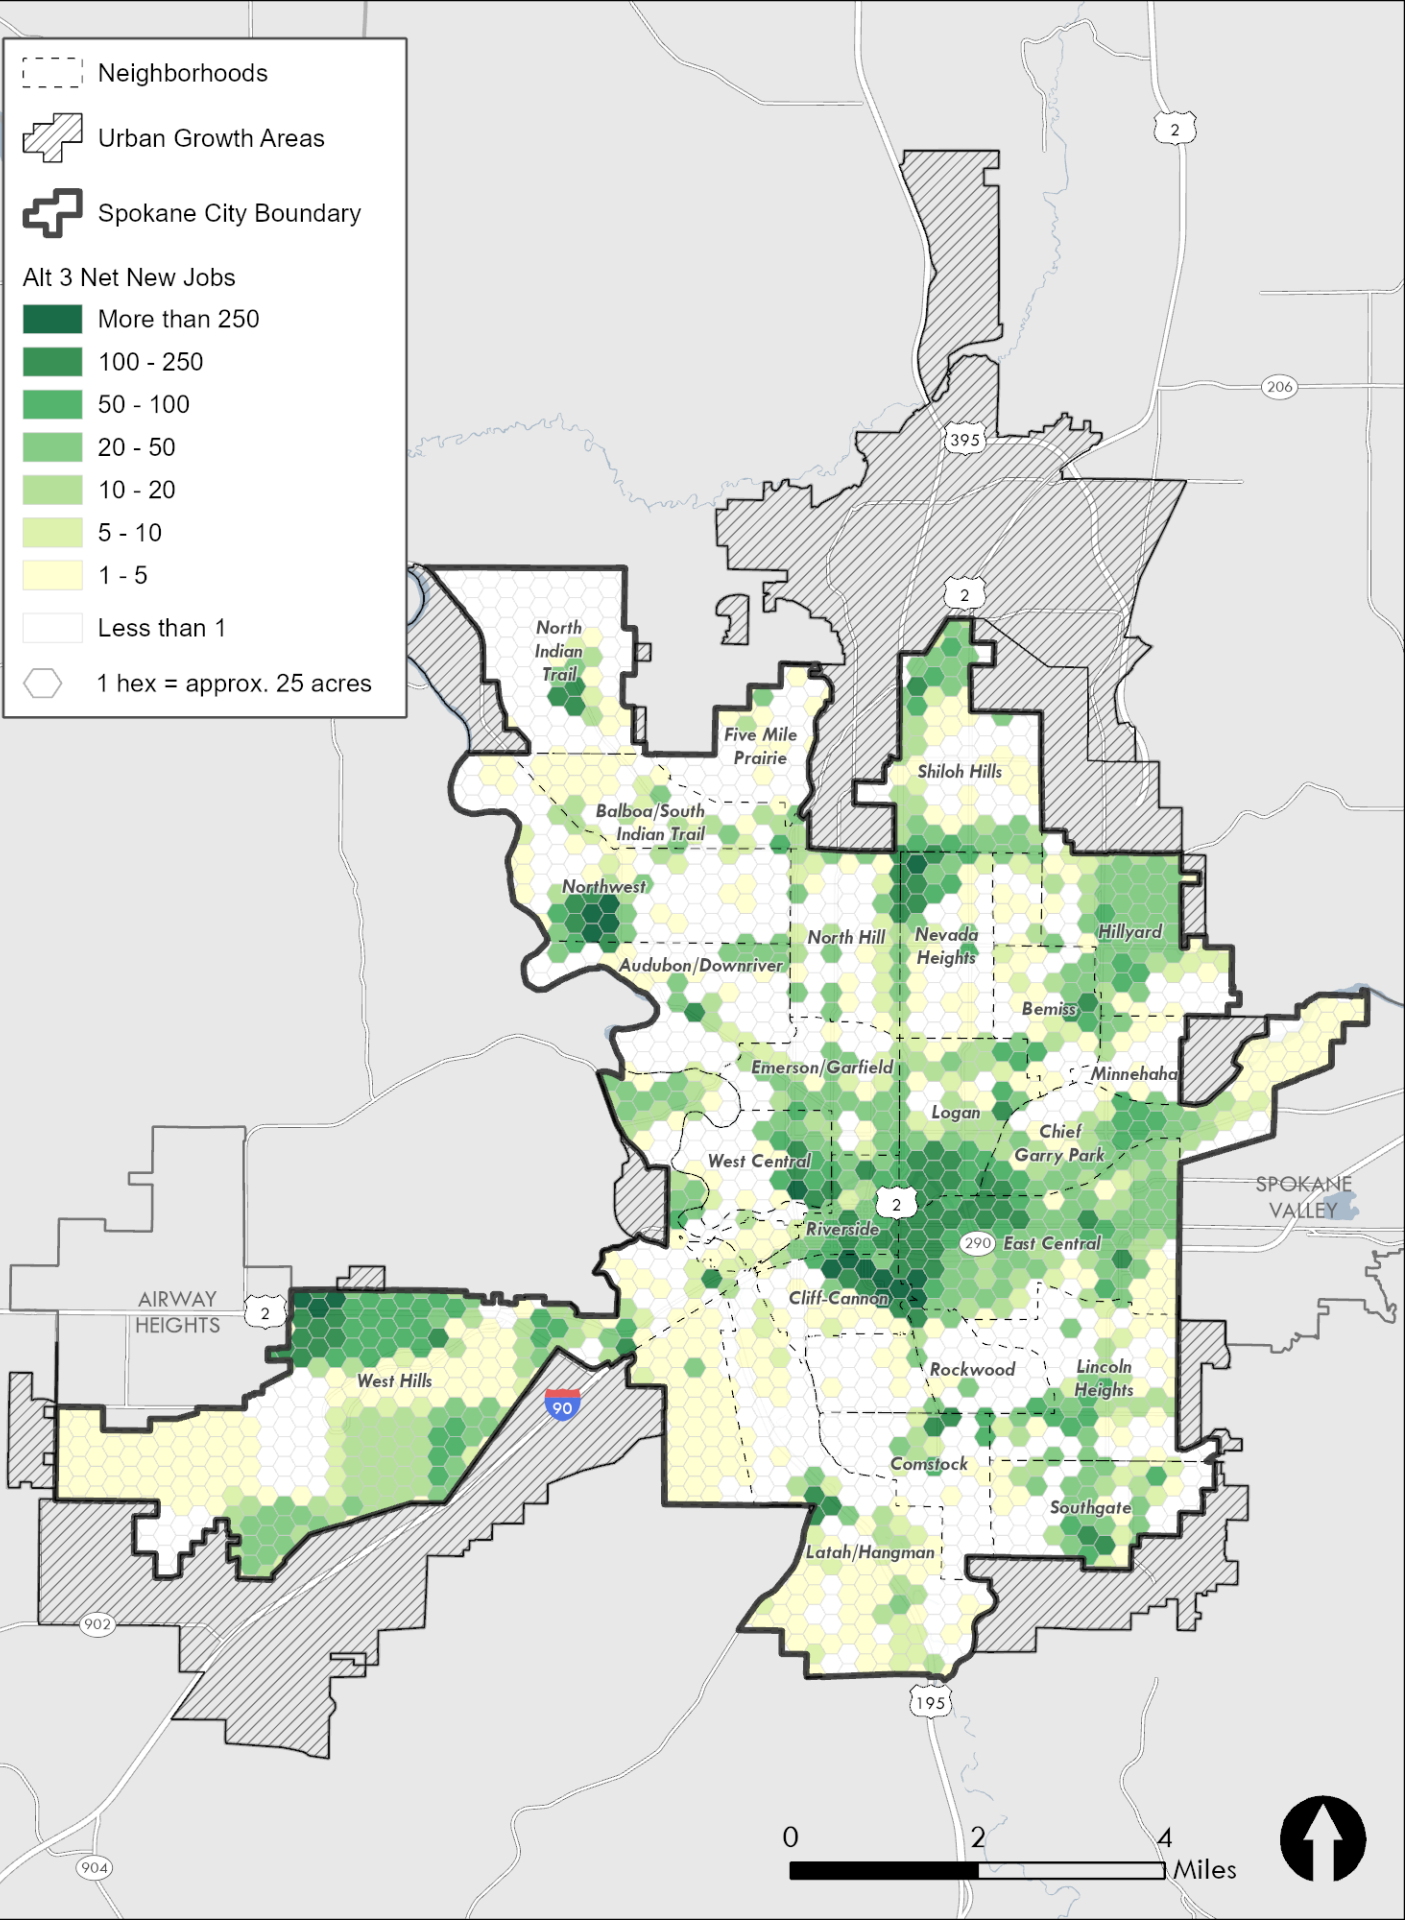 Neighborhoods
Urban Growth Areas
Spokane City Boundary
Alt 3 Net New Jobs
More than 250
100 - 250
50 - 100
20 - 50
10 - 20
5 - 10
1 - 5
Less than 1
1 hex = approx. 25 acres
2
206
395
2
North
Indian
Trail
Five Mile
Prairie
Shiloh Hills
Balboa/South
Indian Trail
Northwest
North Hill
Nevada
Heights
Hillyard
Audubon/Downriver
Bemiss
Emerson/Garfield
Minnehaha
Logan
Chief
Garry Park
West Central
SPOKANE
VALLEY
2
Riverside
290
East Central
AIRWAY
HEIGHTS
2
Cliff-Cannon
West Hills
Rockwood
Lincoln
Heights
90
Comstock
Southgate
Latah/Hangman
902
195
904
0
2
4
Miles